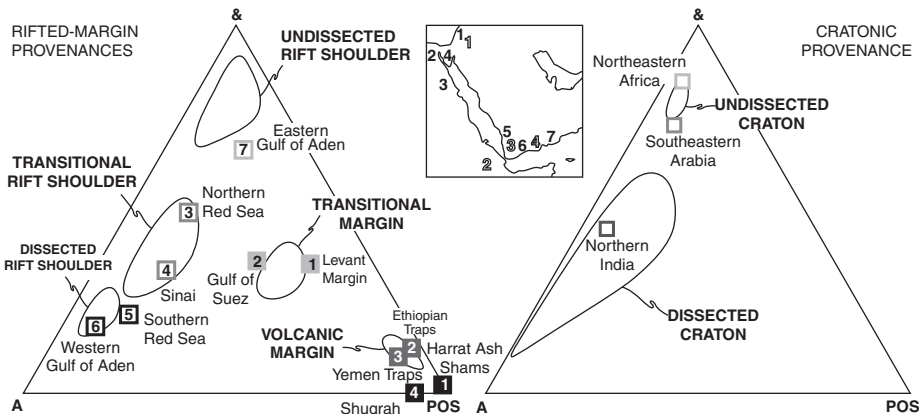 RIFTED-MARGIN
PROVENANCES
&
UNDISSECTED
RIFT SHOULDER
Eastern
Gulf of Aden
7
TRANSITIONAL
RIFT SHOULDER
Northern
Red Sea
3
TRANSITIONAL
MARGIN
DISSECTED
RIFT SHOULDER
4
Sinai
2
Gulf of
Suez
1
Levant
Margin
5
Southern
Red Sea
6
Western
Gulf of Aden
Ethiopian
Traps
VOLCANIC
MARGIN
2
3
Harrat Ash
Shams
Yemen Traps
4
1
Shuqrah
A
POS
1
1
2
4
3
5
3
6
4
7
2
CRATONIC
PROVENANCE
&
Northeastern
Africa
UNDISSECTED
CRATON
Southeastern
Arabia
Northern
India
DISSECTED
CRATON
A
POS